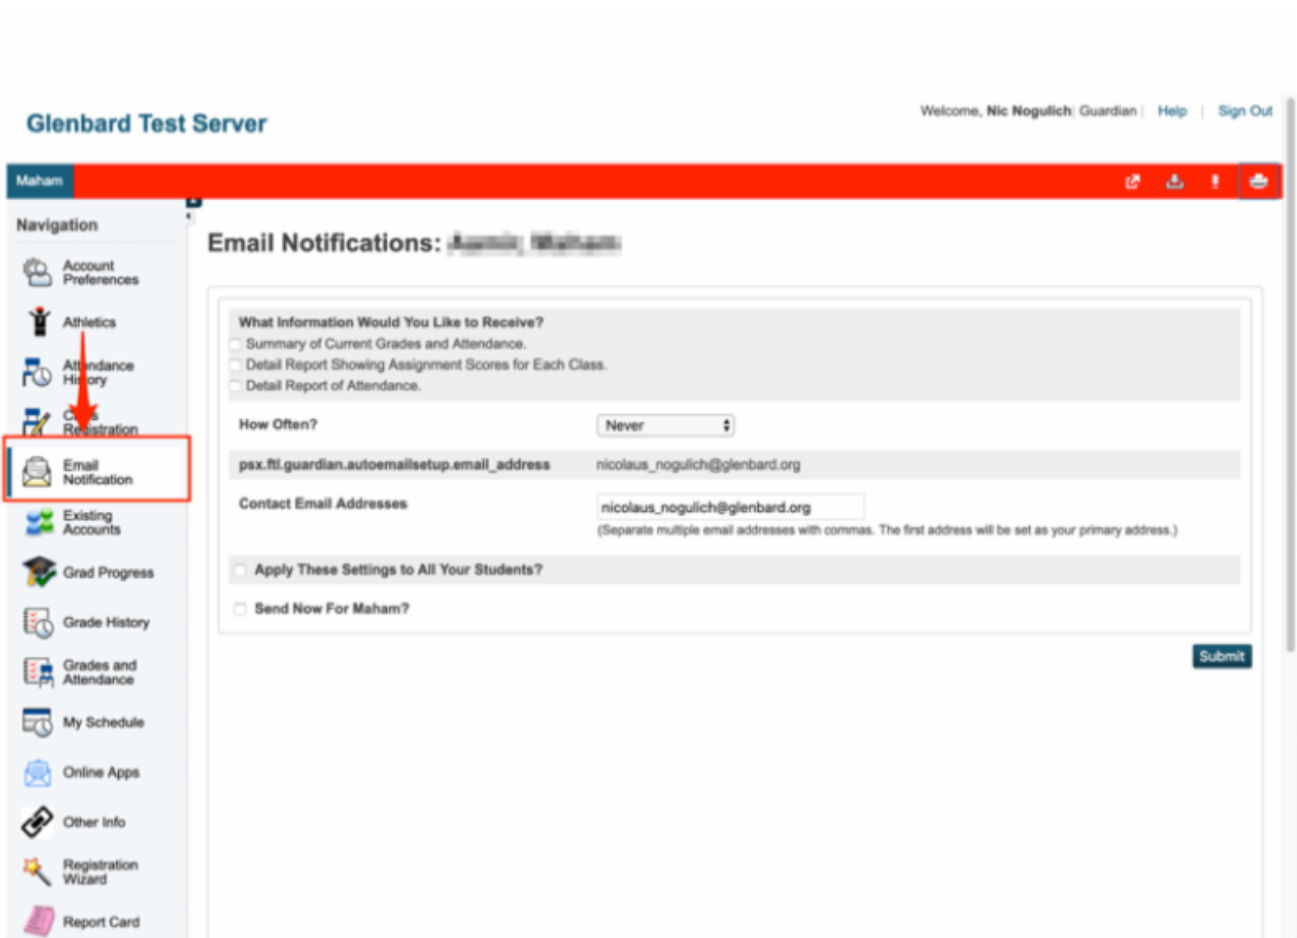 Glenbard Test Server
Welcome, Nic Nogulich| Guardian | Help | Sign Out
Maham
Navigation
Account
Preferences
Athletics
Attendance
History
Registration
Email
Notification
Existing
Accounts
Grad Progress
Grade History
Grades and
Attendance
My Schedule
Online Apps
Other Info
Registration
Wizard
Report Card
Email Notifications:
What Information Would You Like to Receive?
Summary of Current Grades and Attendance.
Detail Report Showing Assignment Scores for Each Class.
Detail Report of Attendance.
How Often? Never
psx.ftl.guardian.autoemailsetup.email_address nicolaus_nogulich@glenbard.org
Contact Email Addresses nicolaus_nogulich@glenbard.org
(Separate multiple email addresses with commas. The first address will be set as your primary address.)
Apply These Settings to All Your Students?
Send Now For Maham?
Submit